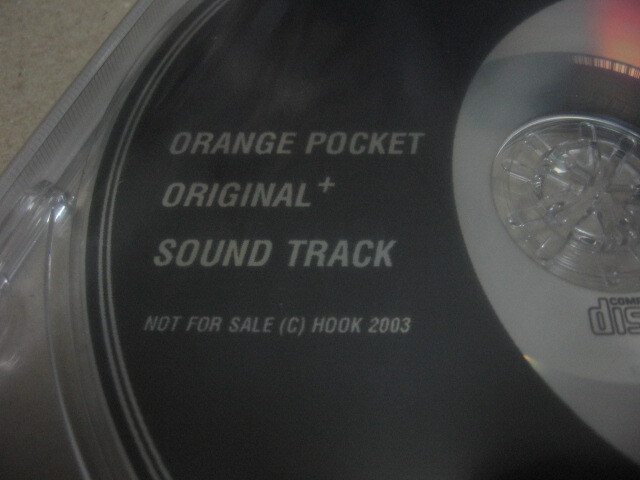 ORANGE POCKET
ORIGINAL+
SOUND TRACK
NOT FOR SALE (C) HOOK 2003